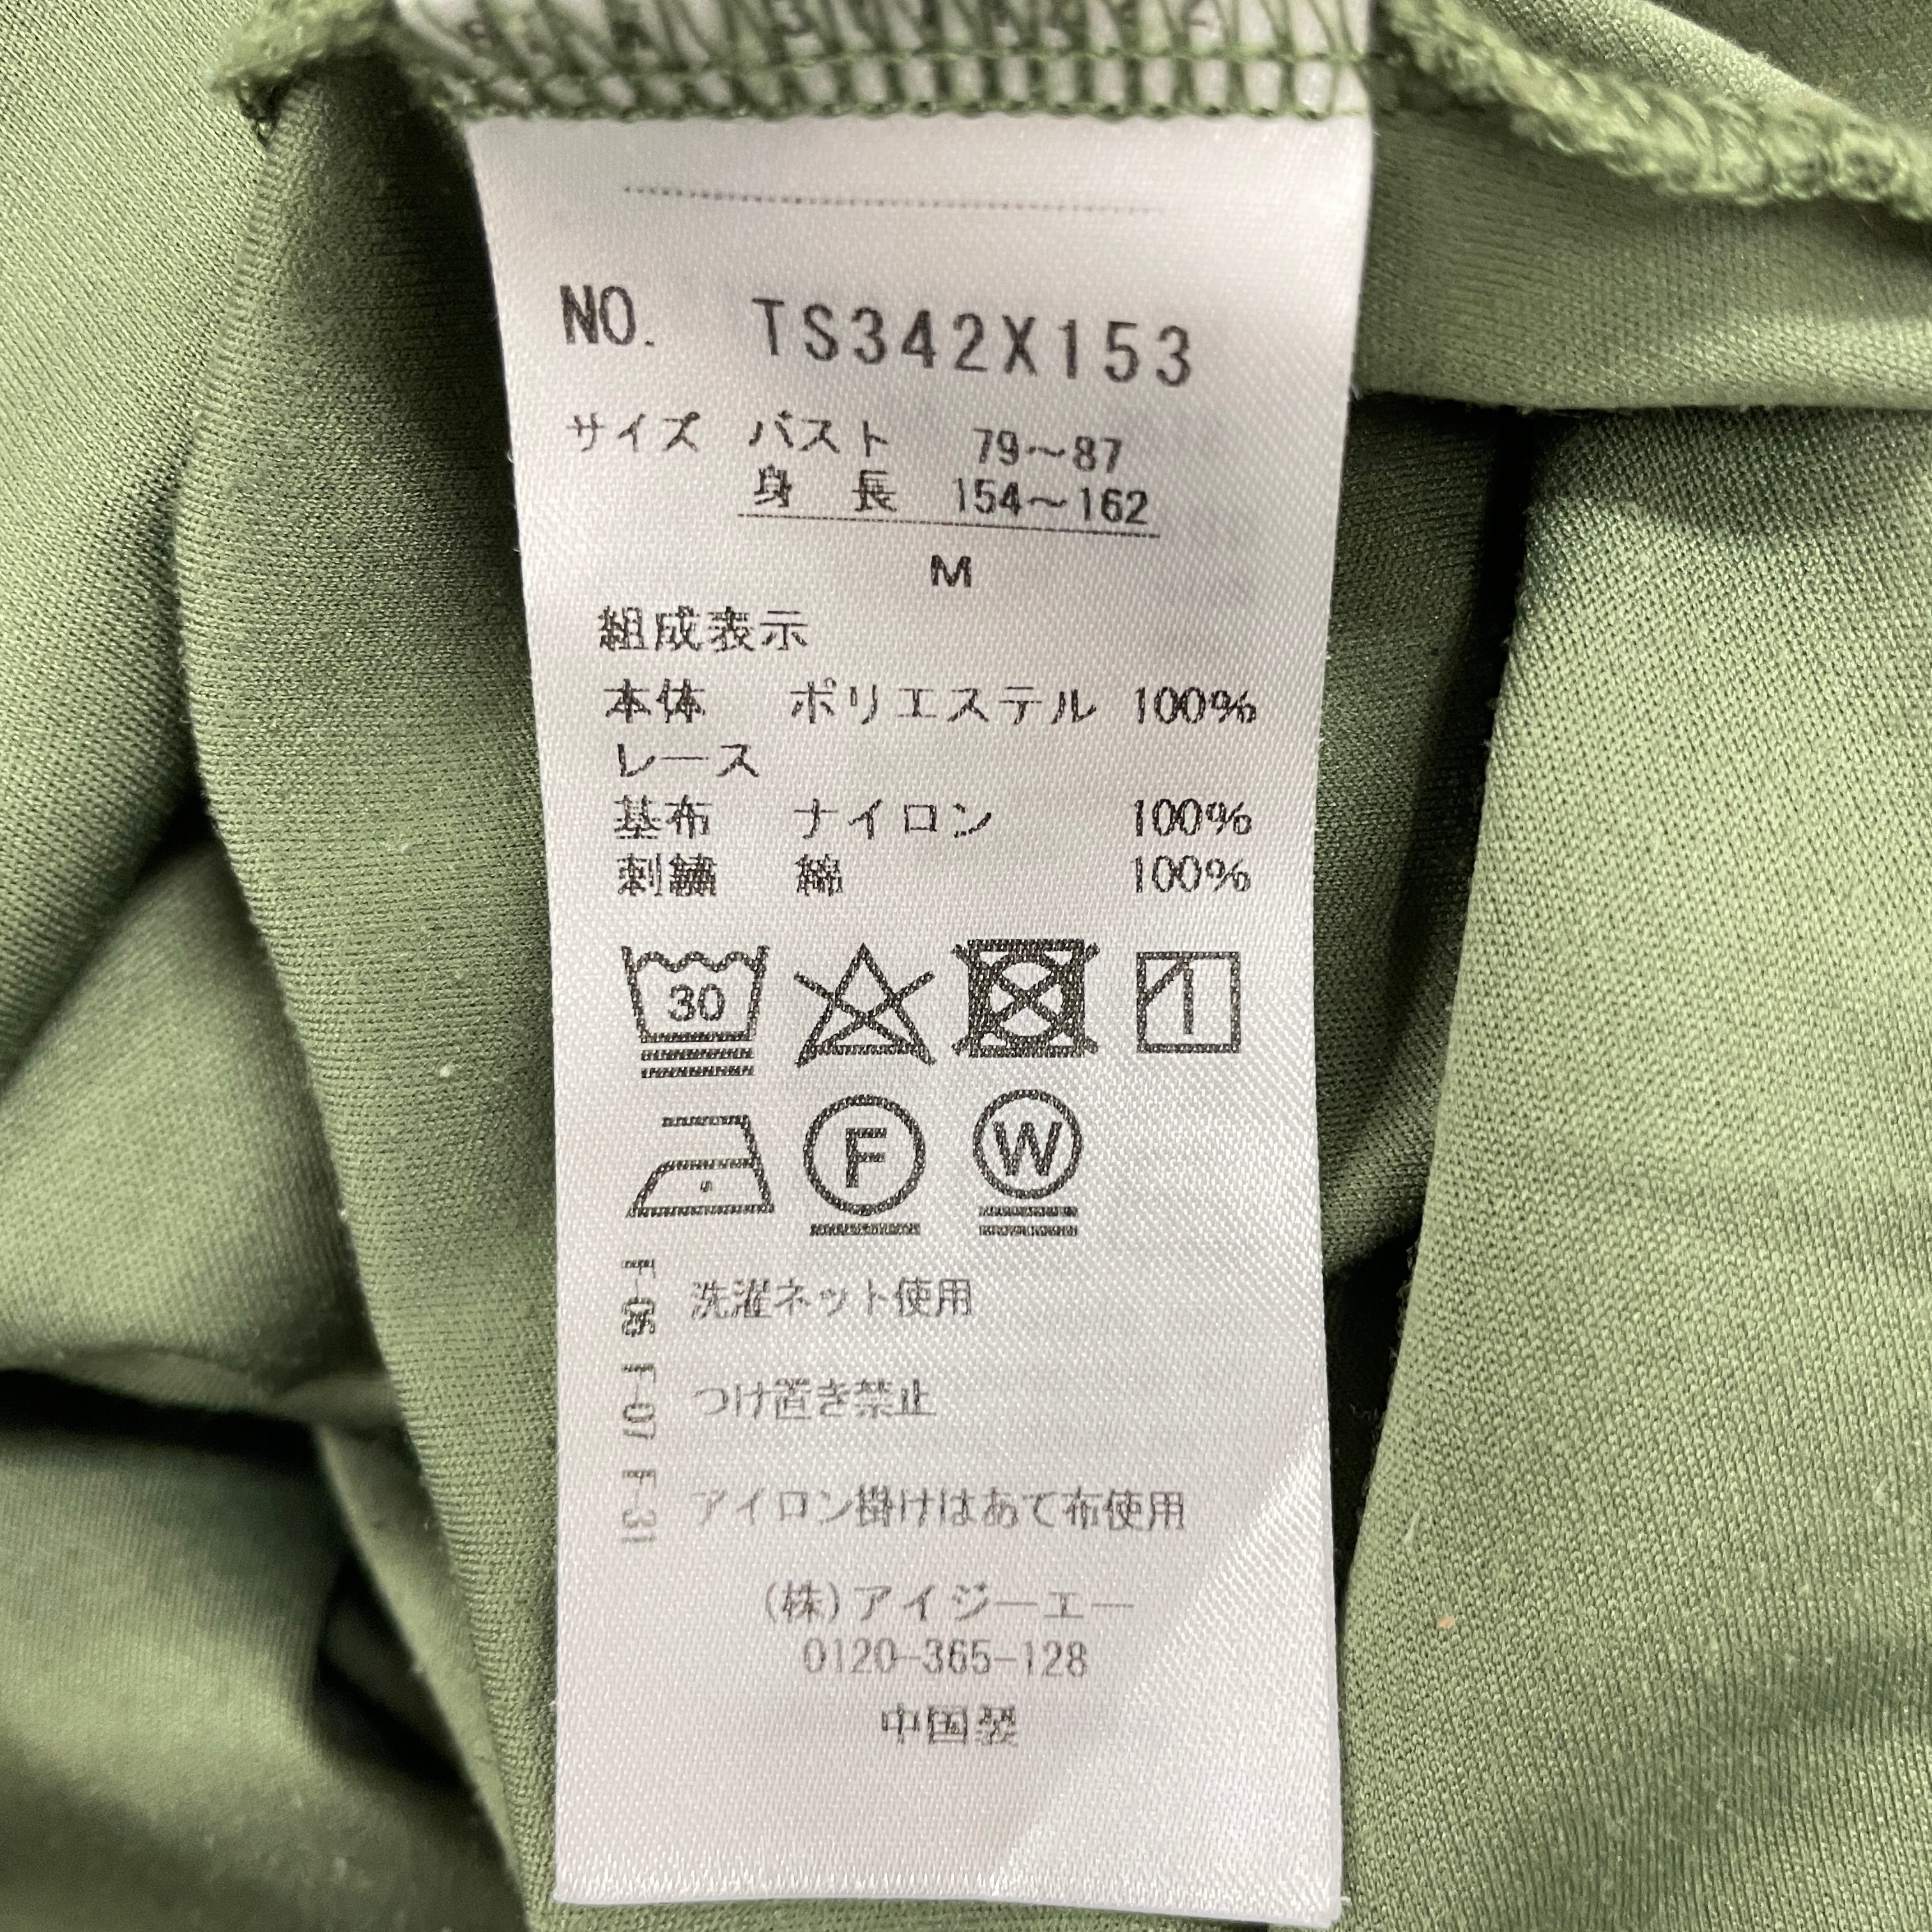 NO. TS342X153
サイズ バスト 79～87
身 長 154～162
M
組成表示
本体 ポリエステル 100%
レース
基布 ナイロン 100%
刺繍 綿 100%
30
F
W
洗濯ネット使用
つけ置き禁止
アイロン掛けはあて布使用
F-06 F-07 F-31
(株)アイジーエー
0120-365-128
中国製